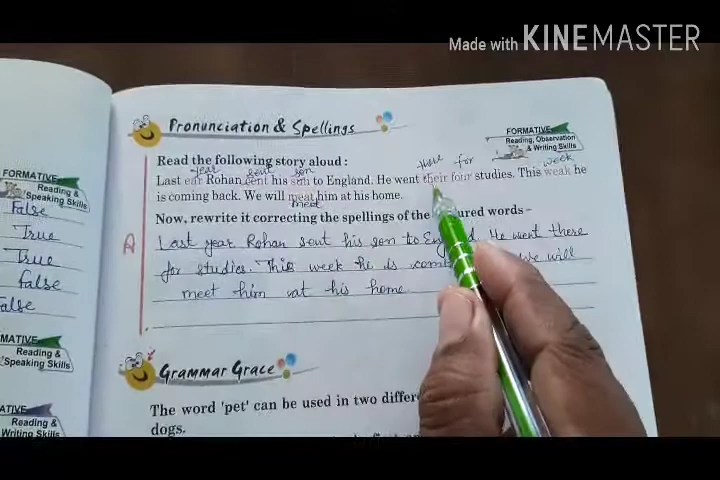 Made with KINEMASTER
Pronunciation & Spellings
FORMATIVE
Reading, Observation
& Writing Skills
Read the following story aloud :
year sent son there for week
Last ear Rohan cent his sun to England. He went their four studies. This weak he
is coming back. We will meat him at his home.
meet
Now, rewrite it correcting the spellings of the words -
A Last year Rohan sent his son to He went there
for studies. This week he is we will
meet him at his home
Grammar Grace
The word 'pet' can be used in two
dogs.
FORMATIVE
Reading &
Speaking Skills
False
True
True
false
False
Reading &
Speaking Skills
Reading &
Writing Skills